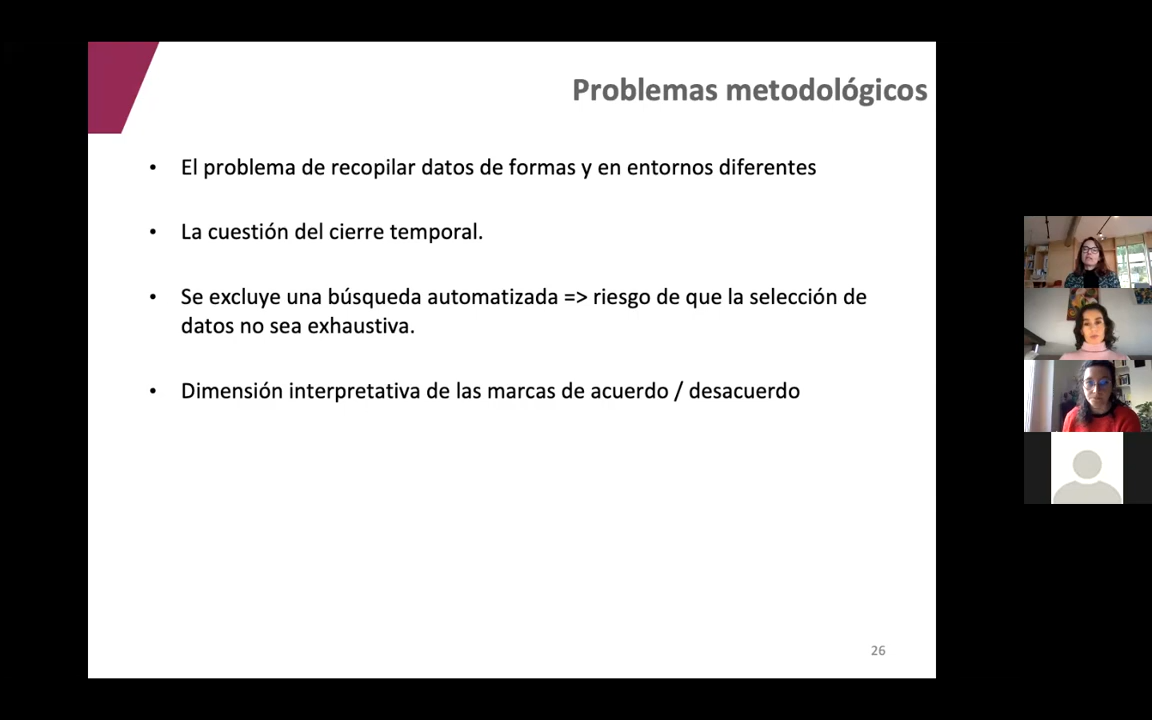 Problemas metodológicos
• El problema de recopilar datos de formas y en entornos diferentes
• La cuestión del cierre temporal.
• Se excluye una búsqueda automatizada => riesgo de que la selección de
datos no sea exhaustiva.
• Dimensión interpretativa de las marcas de acuerdo / desacuerdo
26